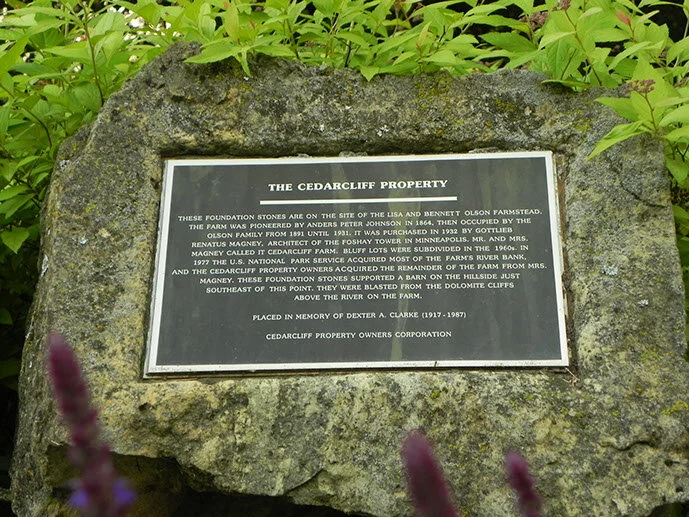 THE CEDARCLIFF PROPERTY
THESE FOUNDATION STONES ARE ON THE SITE OF THE LISA AND BENNETT OLSON FARMSTEAD.
THE FARM WAS PIONEERED BY ANDERS PETER JOHNSON IN 1864, THEN OCCUPIED BY THE
OLSON FAMILY FROM 1891 UNTIL 1931. IT WAS PURCHASED IN 1932 BY GOTTLIEB
RENATUS MAGNEY, ARCHITECT OF THE FOSHAY TOWER IN MINNEAPOLIS. MR. AND MRS.
MAGNEY CALLED IT CEDARCLIFF FARM. BLUFF LOTS WERE SUBDIVIDED IN THE 1960s. IN
1977 THE U.S. NATIONAL PARK SERVICE ACQUIRED MOST OF THE FARM'S RIVER BANK,
AND THE CEDARCLIFF PROPERTY OWNERS ACQUIRED THE REMAINDER OF THE FARM FROM MRS.
MAGNEY. THESE FOUNDATION STONES SUPPORTED A BARN ON THE HILLSIDE JUST
SOUTHEAST OF THIS POINT. THEY WERE BLASTED FROM THE DOLOMITE CLIFFS
ABOVE THE RIVER ON THE FARM.
PLACED IN MEMORY OF DEXTER A. CLARKE (1917-1987)
CEDARCLIFF PROPERTY OWNERS CORPORATION